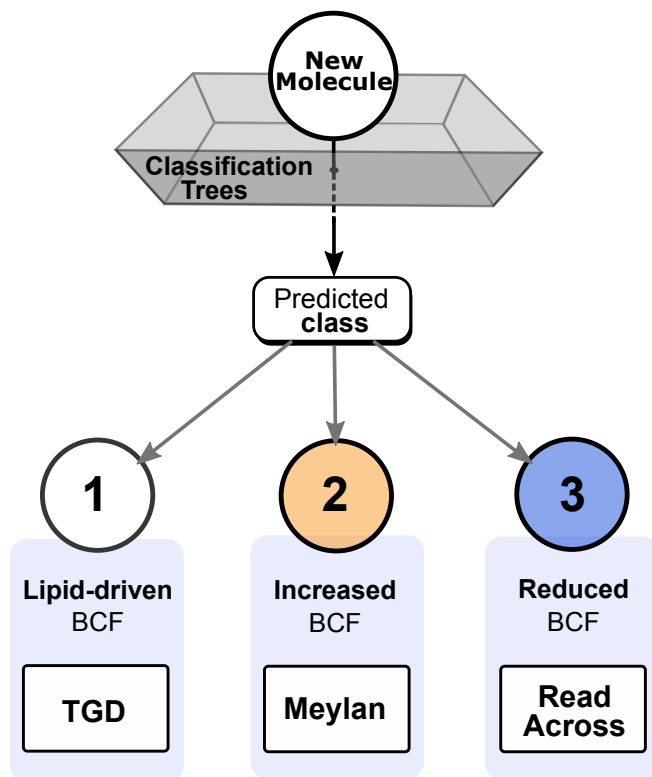 New
Molecule
Classification
Trees
Predicted
class
1
2
3
Lipid-driven
BCF
Increased
BCF
Reduced
BCF
TGD
Meylan
Read
Across